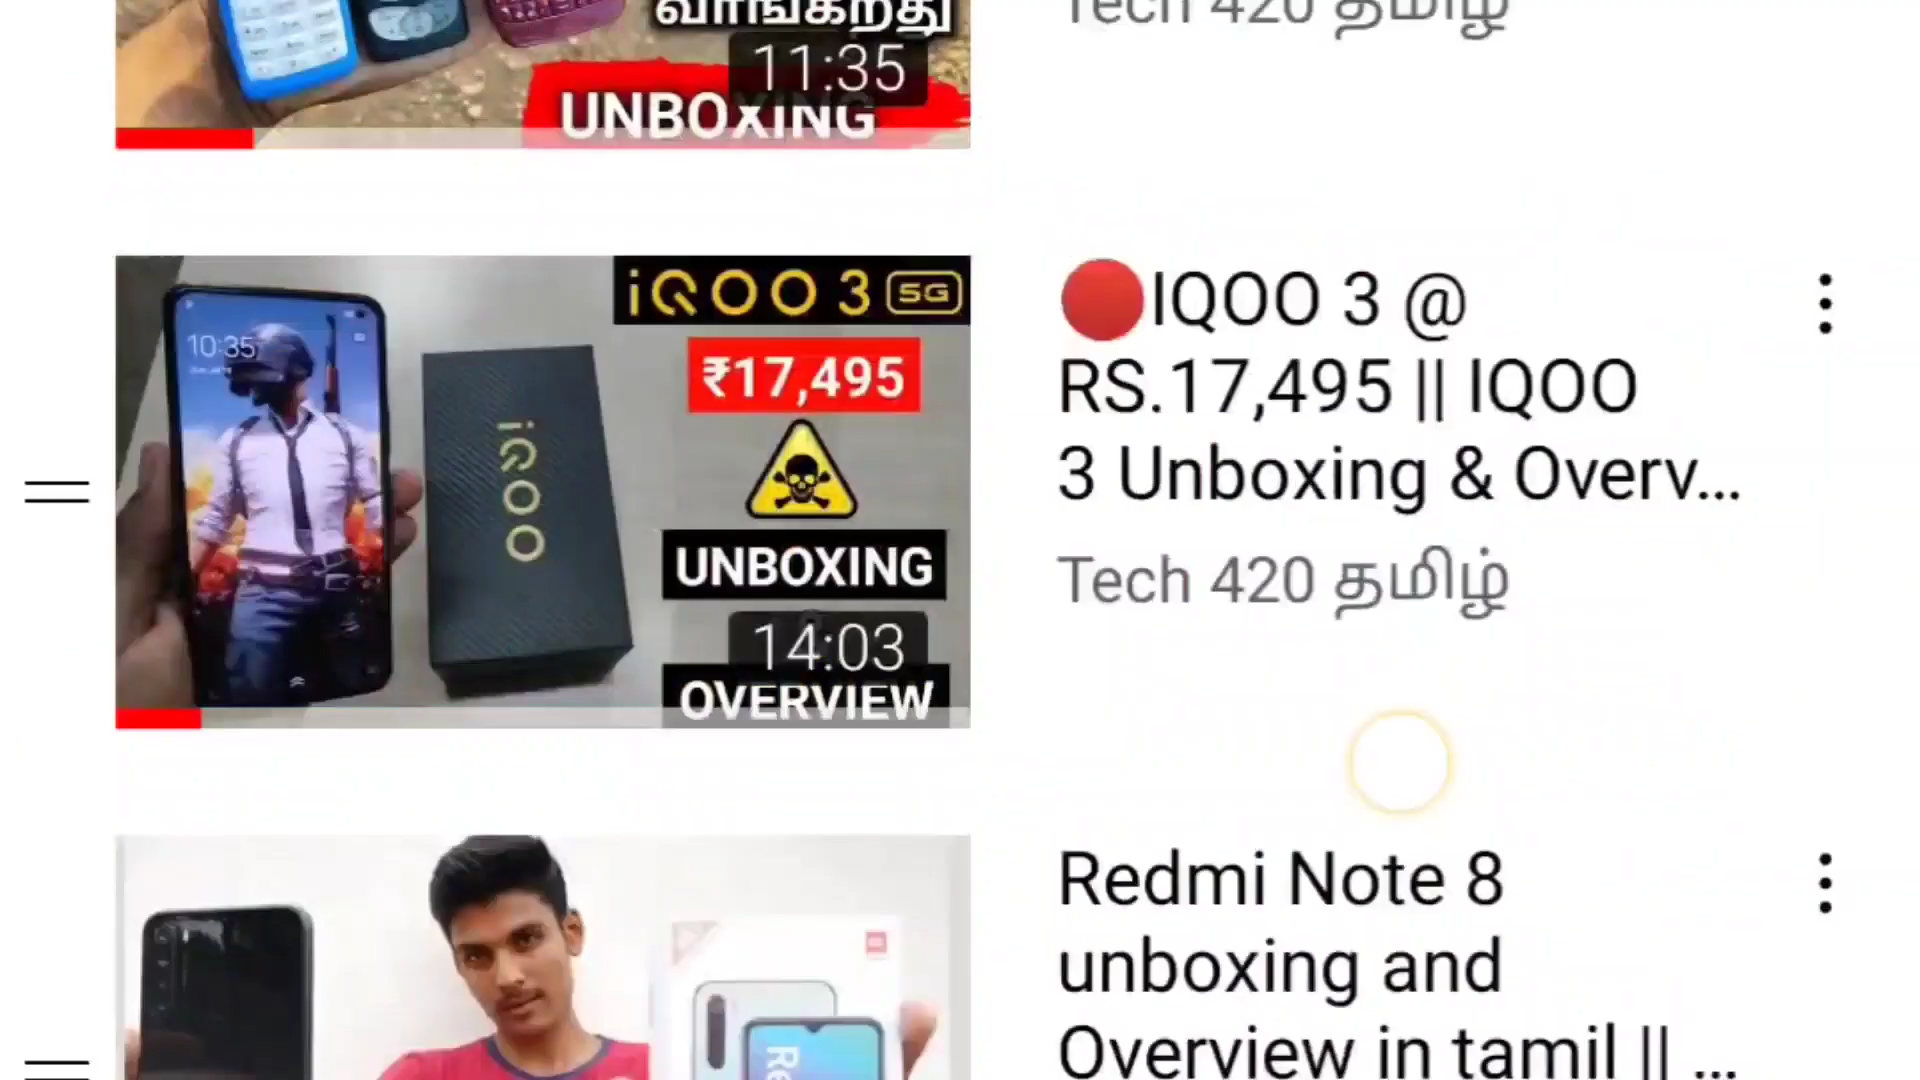 வாங்கிறது
Tech 420 தமிழ்
11:35
UNBOXING
iQOO 3 5G
₹17,495
10:35
iQOO
UNBOXING
14:03
OVERVIEW
🔴IQOO 3 @
RS.17,495 || IQOO
3 Unboxing & Overv...
Tech 420 தமிழ்
Redmi Note 8
unboxing and
Overview in tamil || ...